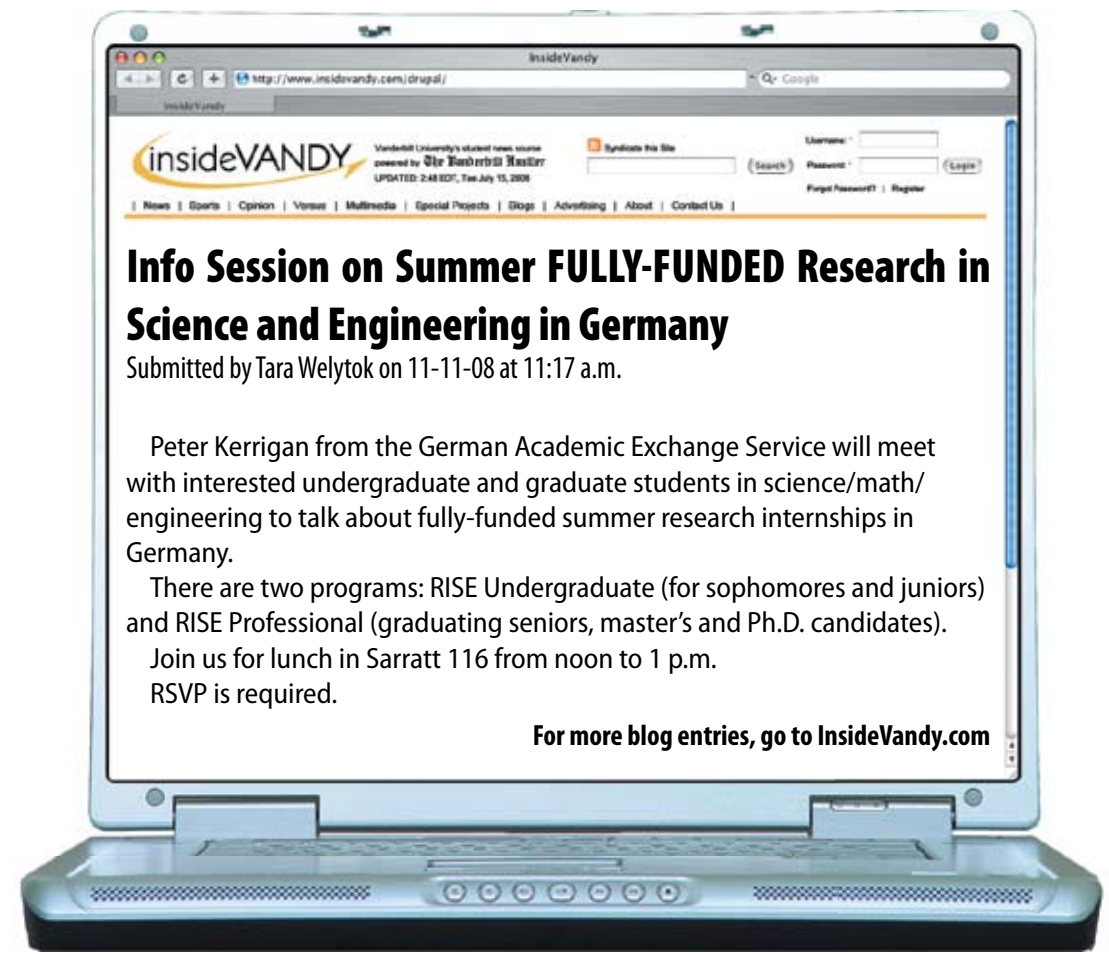 InsideVandy
http://www.insidevandy.com/drupal/
Google
InsideVandy
insideVANDY
Vanderbilt University's student news source
powered by The Vanderbilt Hustler
UPDATED: 2:48 EDT, Tue July 15, 2008
Syndicate this Site
Search
Username: *
Password: *
Login
Forgot Password? | Register
| News | Sports | Opinion | Versus | Multimedia | Special Projects | Blogs | Advertising | About | Contact Us |
Info Session on Summer FULLY-FUNDED Research in
Science and Engineering in Germany
Submitted by Tara Welytok on 11-11-08 at 11:17 a.m.
Peter Kerrigan from the German Academic Exchange Service will meet
with interested undergraduate and graduate students in science/math/
engineering to talk about fully-funded summer research internships in
Germany.
There are two programs: RISE Undergraduate (for sophomores and juniors)
and RISE Professional (graduating seniors, master's and Ph.D. candidates).
Join us for lunch in Sarratt 116 from noon to 1 p.m.
RSVP is required.
For more blog entries, go to InsideVandy.com